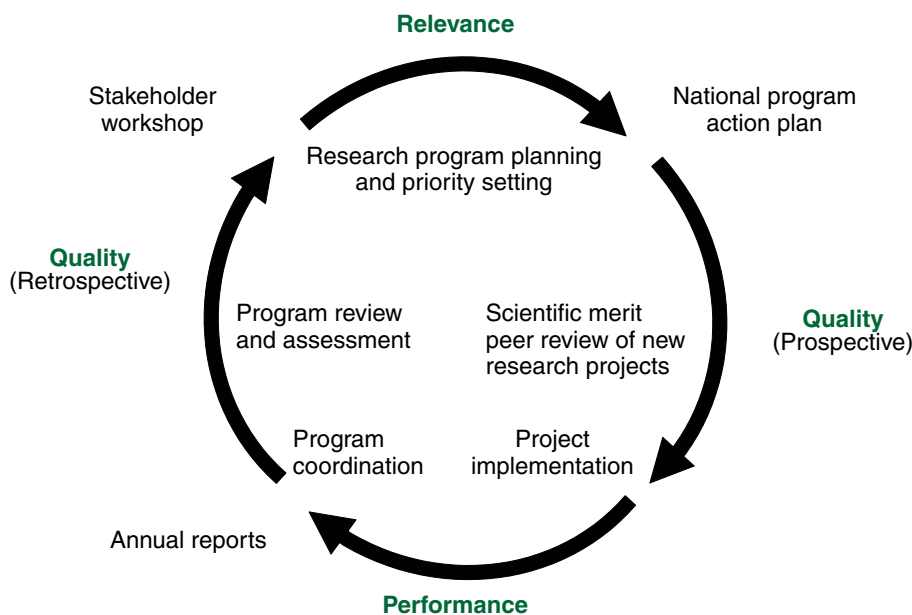 Relevance
Stakeholder
workshop
National program
action plan
Research program planning
and priority setting
Quality
(Retrospective)
Program review
and assessment
Scientific merit
peer review of new
research projects
Quality
(Prospective)
Program
coordination
Project
implementation
Annual reports
Performance